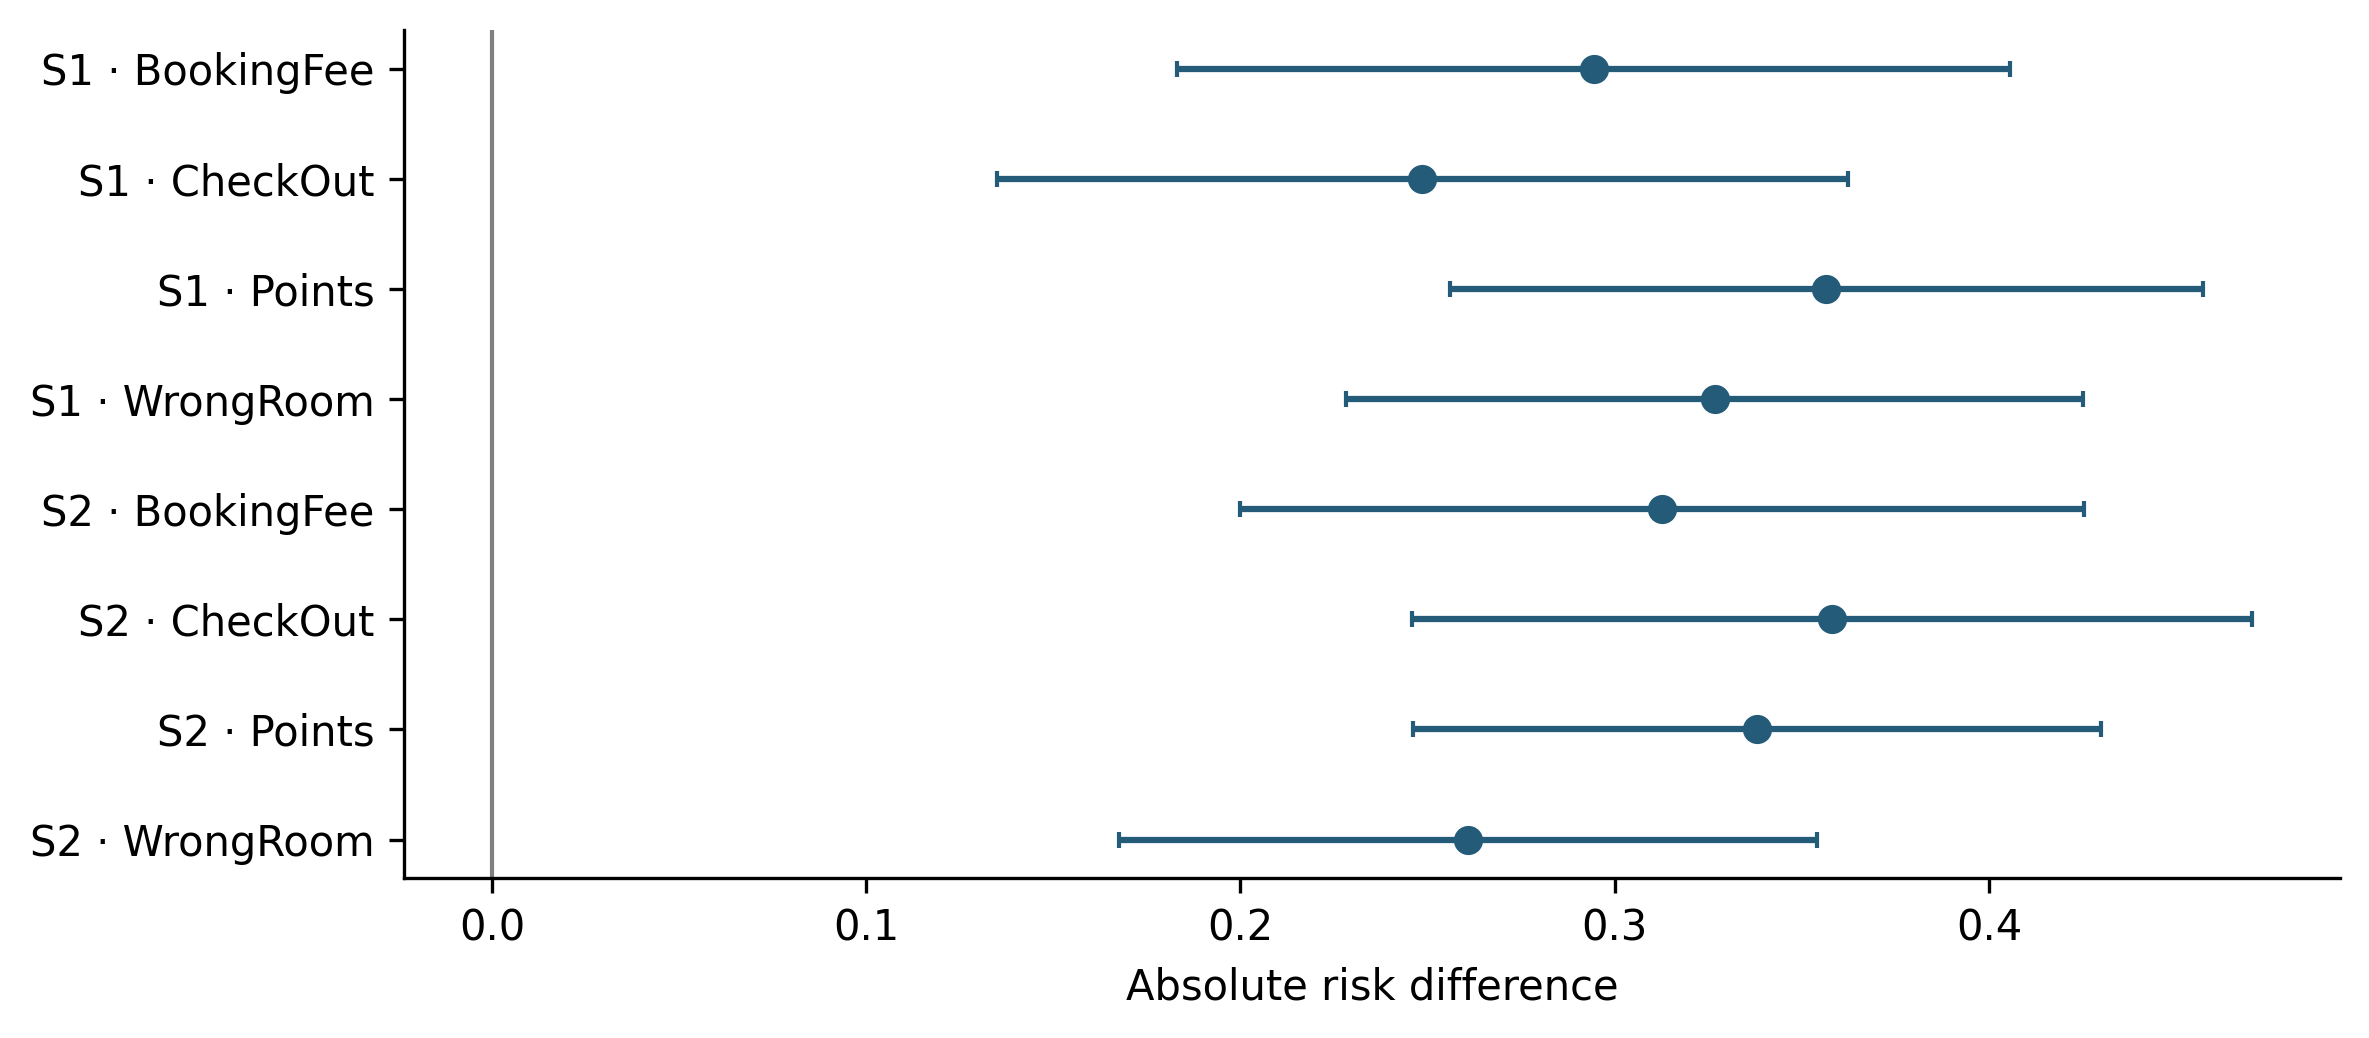 S1 · BookingFee
S1 · CheckOut
S1 · Points
S1 · WrongRoom
S2 · BookingFee
S2 · CheckOut
S2 · Points
S2 · WrongRoom
0.0 0.1 0.2 0.3 0.4
Absolute risk difference